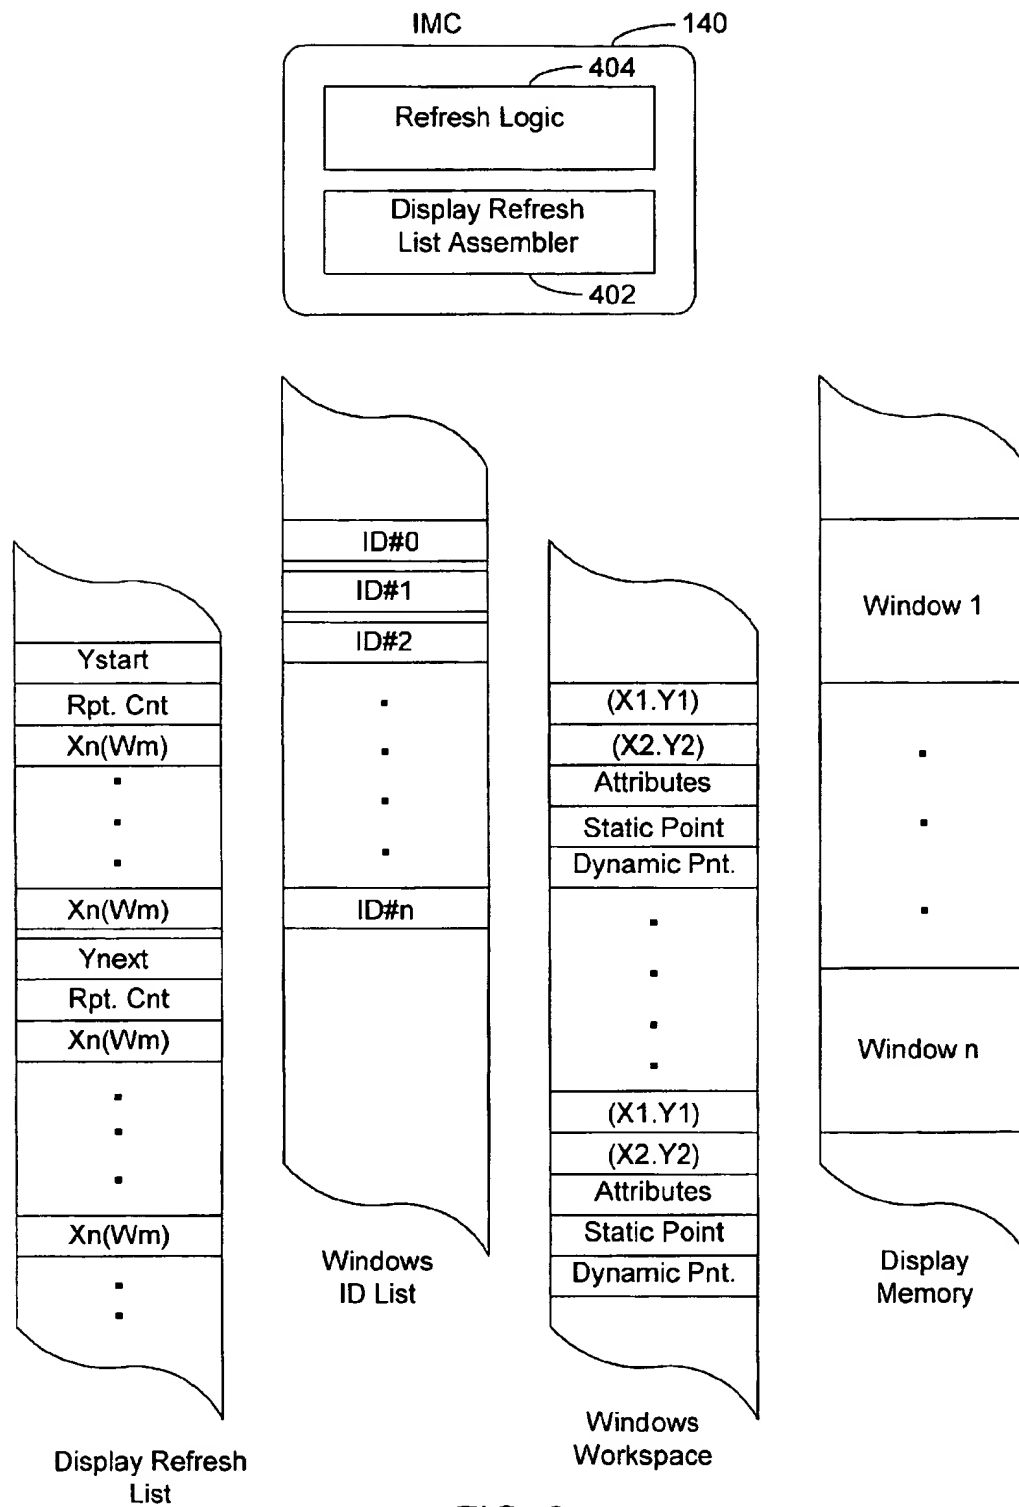 IMC
140
404
Refresh Logic
Display Refresh
List Assembler
402
Ystart
Rpt. Cnt
Xn(Wm)
Xn(Wm)
Ynext
Rpt. Cnt
Xn(Wm)
Xn(Wm)
Display Refresh
List
ID#0
ID#1
ID#2
ID#n
Windows
ID List
(X1.Y1)
(X2.Y2)
Attributes
Static Point
Dynamic Pnt.
(X1.Y1)
(X2.Y2)
Attributes
Static Point
Dynamic Pnt.
Windows
Workspace
Window 1
Window n
Display
Memory